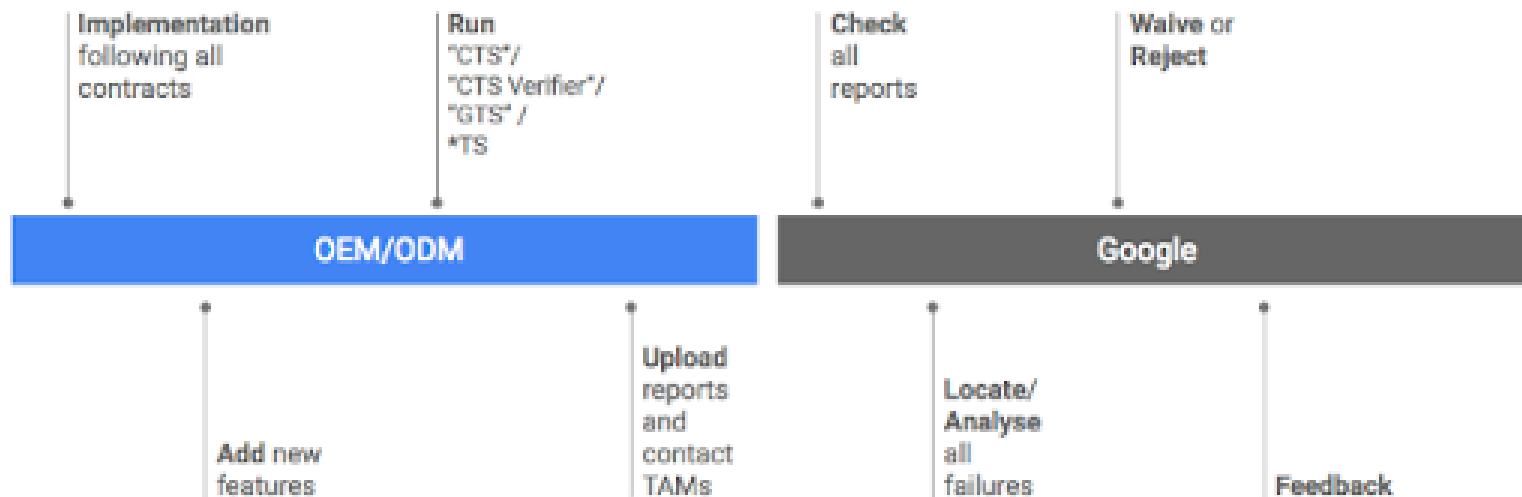 Implementation
following all
contracts
Run
"CTS"/
"CTS Verifier"/
"GTS" /
*TS
Check
all
reports
Waive or
Reject
OEM/ODM
Google
Add new
features
Upload
reports
and
contact
TAMs
Locate/
Analyse
all
failures
Feedback